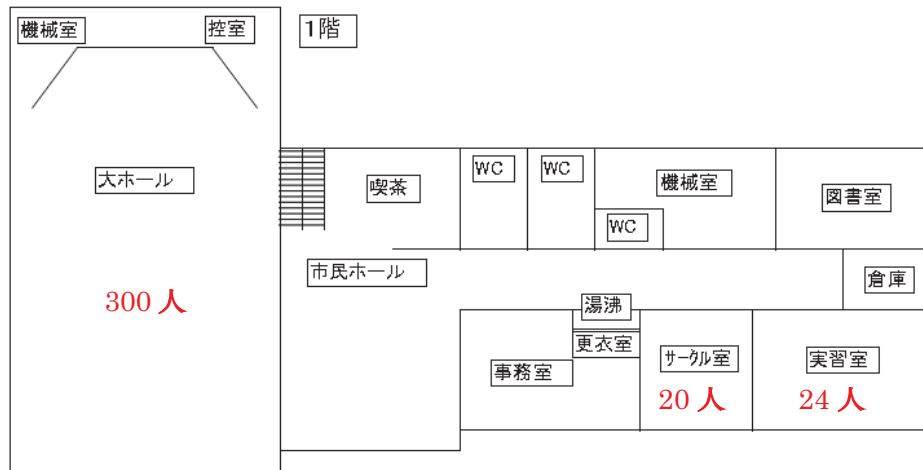 機械室
控室
1階
大ホール
喫茶
WC
WC
機械室
WC
図書室
市民ホール
倉庫
300 人
湯沸
更衣室
事務室
サークル室
実習室
20 人
24 人